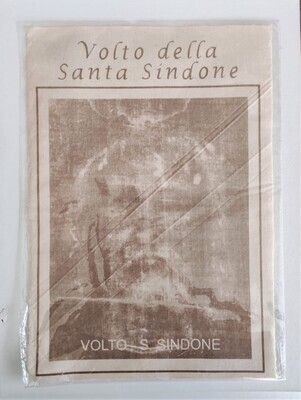 Volto della
Santa Sindone
VOLTO - S. SINDONE